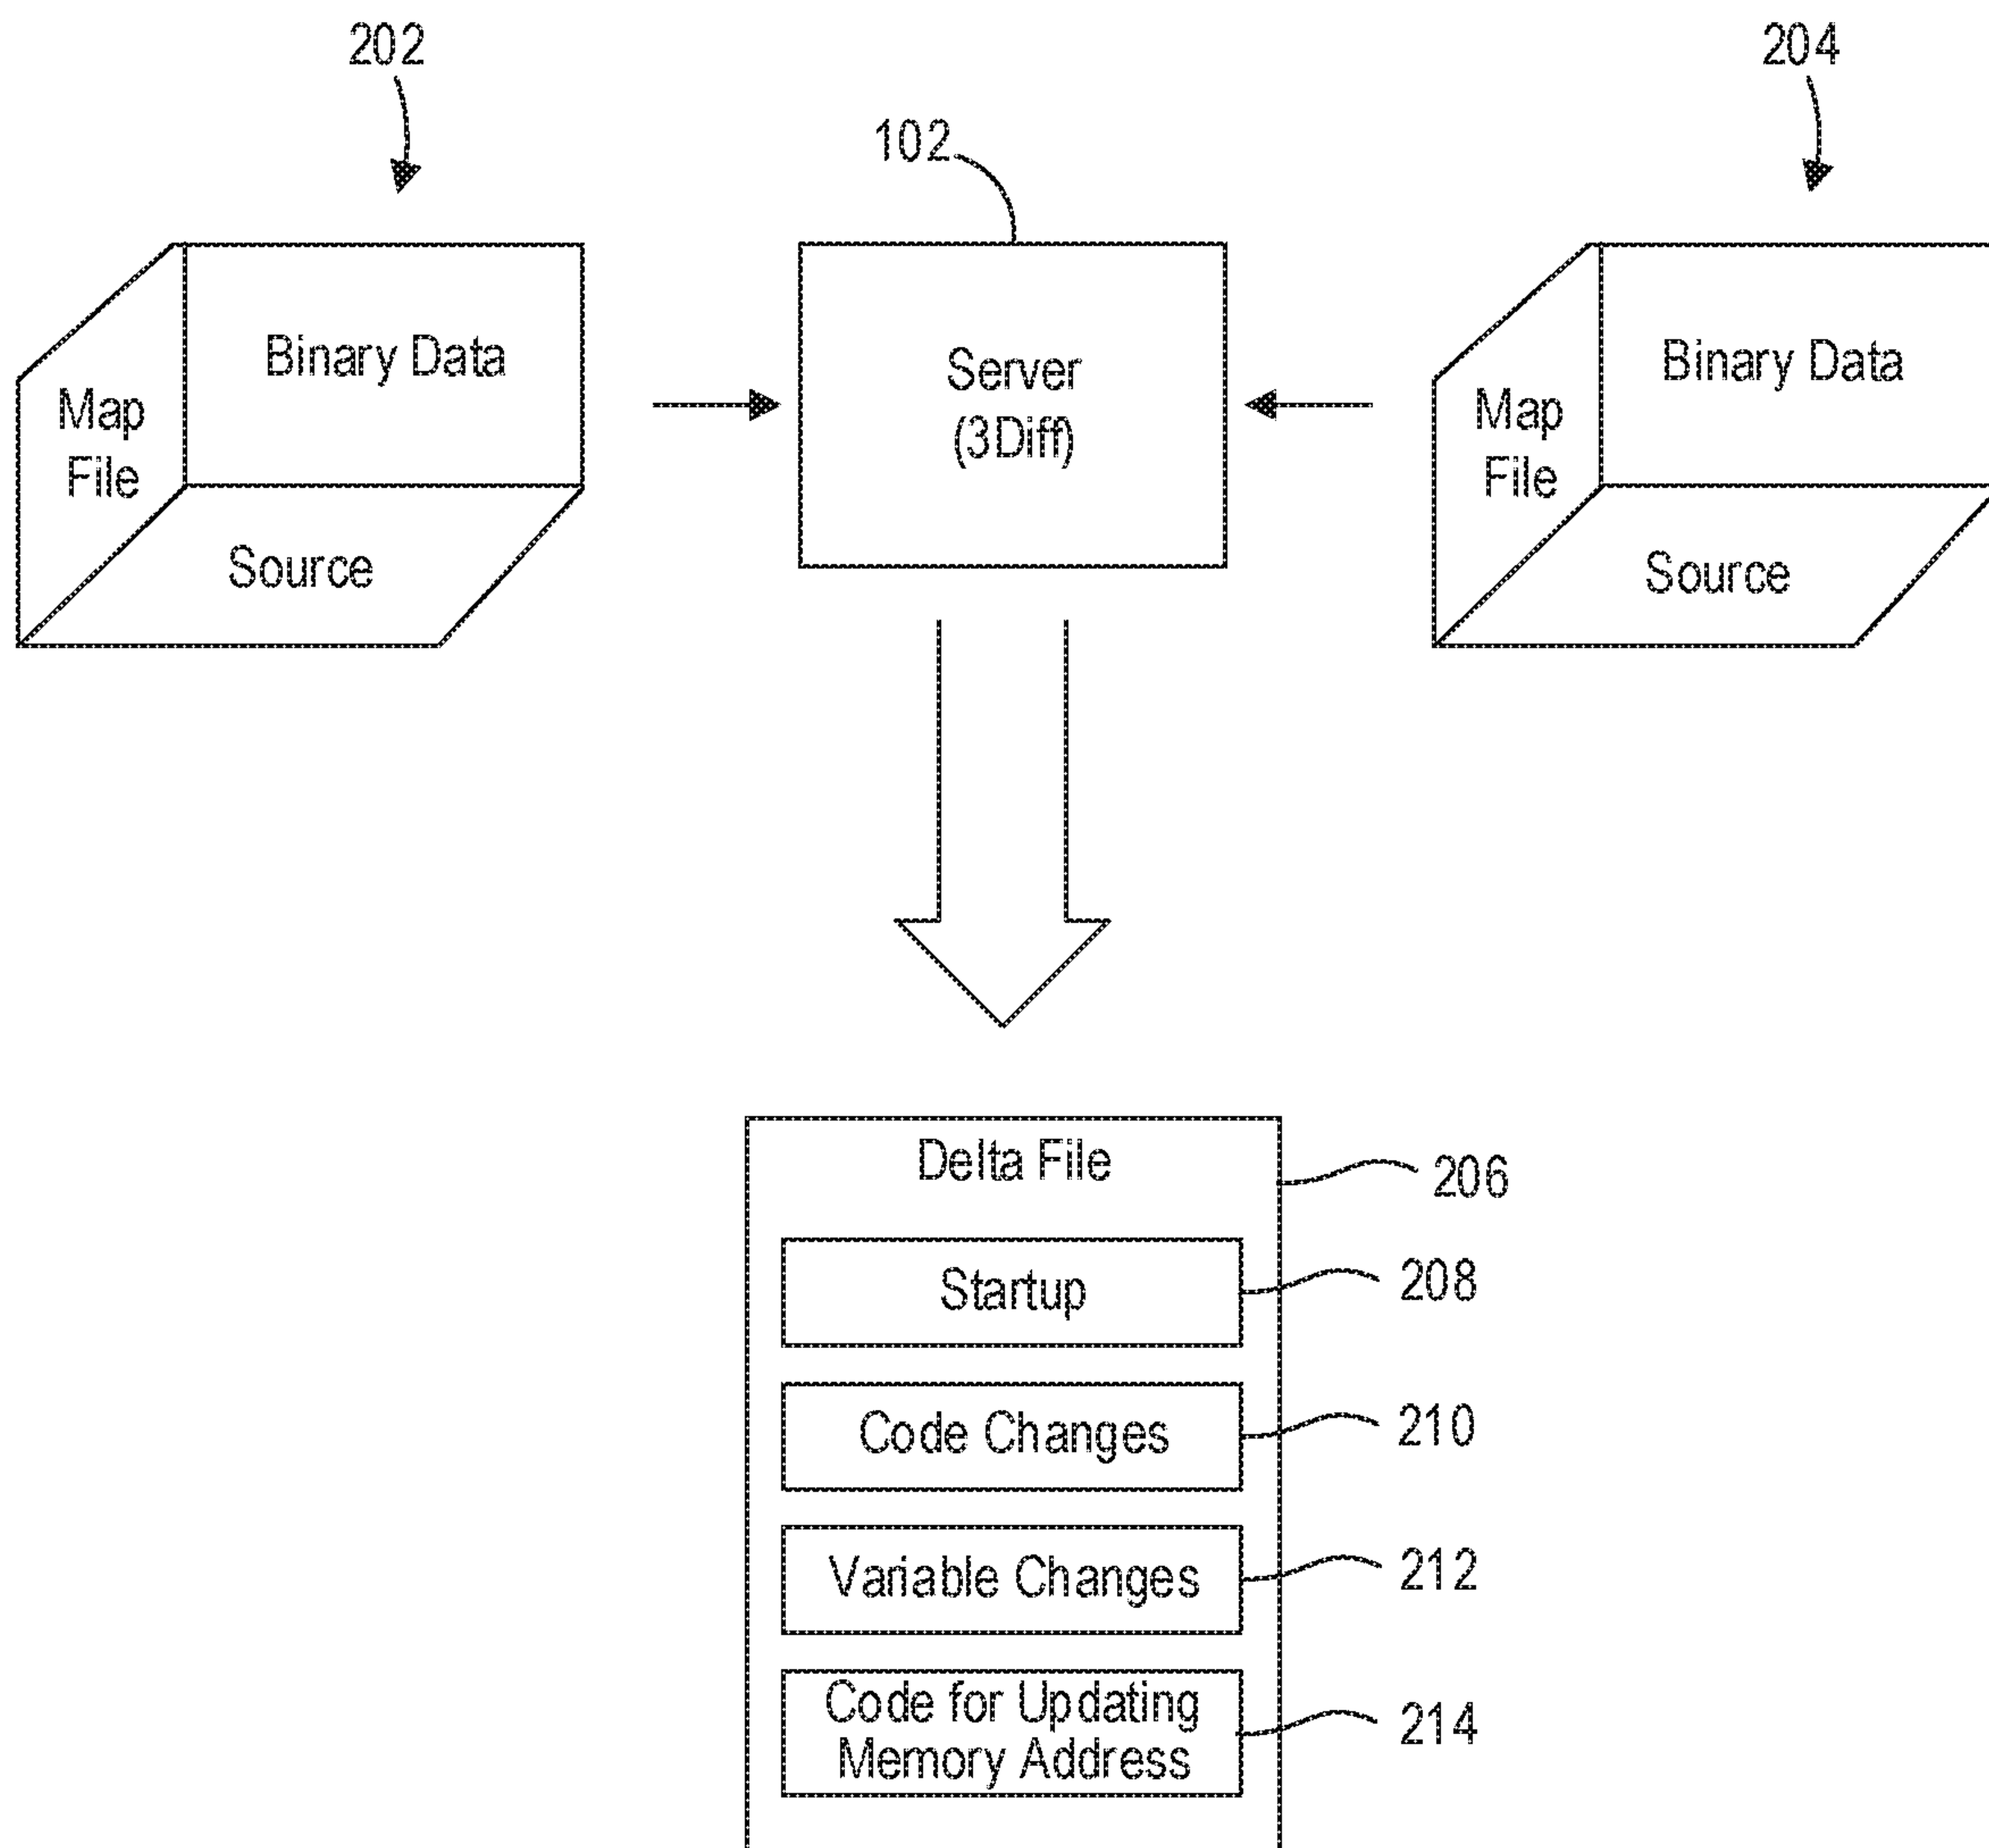 202
204
102
Binary Data
Map
File
Source
Server
(3Diff)
Binary Data
Map
File
Source
Delta File
206
Startup
208
Code Changes
210
Variable Changes
212
Code for Updating
Memory Address
214